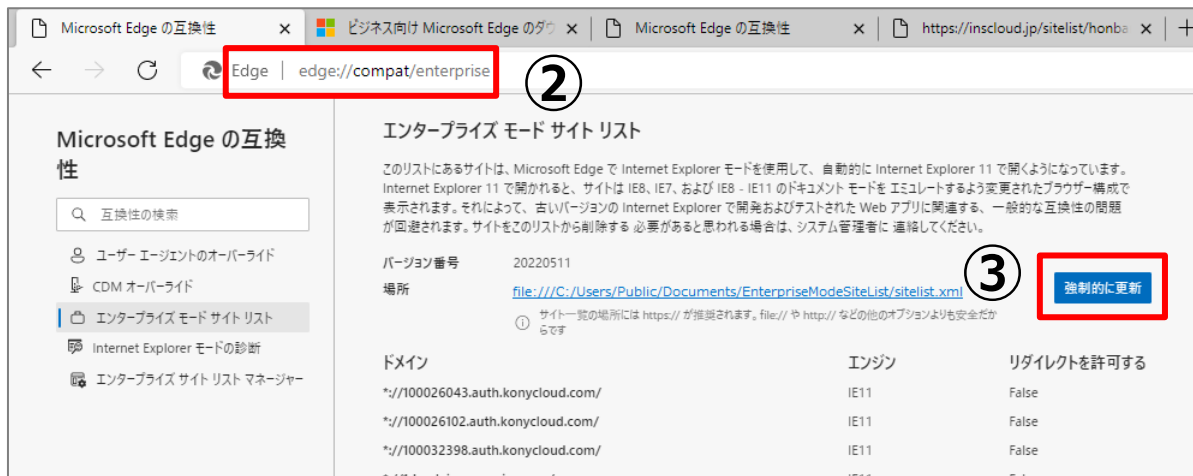 Microsoft Edge の互換性
ビジネス向け Microsoft Edge のダウ
Microsoft Edge の互換性
https://inscloud.jp/sitelist/honba
Edge | edge://compat/enterprise
②
Microsoft Edge の互換
性
互換性の検索
ユーザー エージェントのオーバーライド
CDM オーバーライド
エンタープライズ モード サイト リスト
Internet Explorer モードの診断
エンタープライズ サイト リスト マネージャー
エンタープライズ モード サイト リスト
このリストにあるサイトは、Microsoft Edge で Internet Explorer モードを使用して、自動的に Internet Explorer 11 で開くようになっています。
Internet Explorer 11 で開かれると、サイトは IE8、IE7、および IE8 - IE11 のドキュメント モードを エミュレートするよう変更されたブラウザー構成で
表示されます。それによって、古いバージョンの Internet Explorer で開発およびテストされた Web アプリに関連する、一般的な互換性の問題
が回避されます。サイトをこのリストから削除する 必要があると思われる場合は、システム管理者に 連絡してください。
バージョン番号 20220511
場所 file:///C:/Users/Public/Documents/EnterpriseModeSiteList/sitelist.xml
③
強制的に更新
サイト一覧の場所には https:// が推奨されます。file:// や http:// などの他のオプションよりも安全だか
らです
ドメイン エンジン リダイレクトを許可する
*://100026043.auth.konycloud.com/ IE11 False
*://100026102.auth.konycloud.com/ IE11 False
*://100032398.auth.konycloud.com/ IE11 False